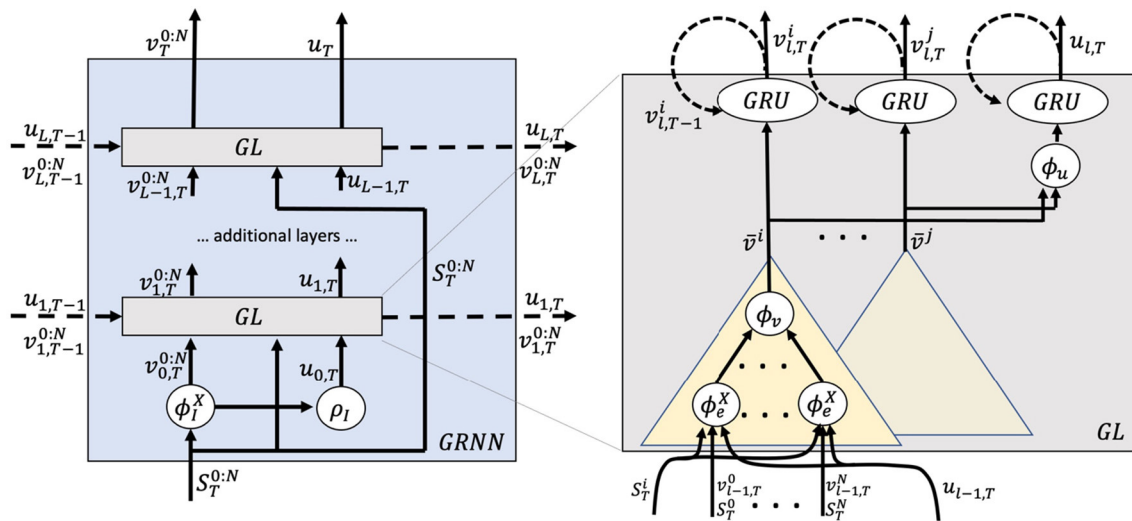 v_T^{0:N}
u_T
u_{L,T-1}
v_{L,T-1}^{0:N}
GL
u_{L,T}
v_{L,T}^{0:N}
v_{L-1,T}^{0:N}
u_{L-1,T}
... additional layers ...
S_T^{0:N}
v_{1,T}^{0:N}
u_{1,T}
u_{1,T-1}
v_{1,T-1}^{0:N}
GL
u_{1,T}
v_{1,T}^{0:N}
v_{0,T}^{0:N}
u_{0,T}
ϕ_I^X
ρ_I
GRNN
S_T^{0:N}
v_{l,T}^i
v_{l,T}^j
u_{l,T}
GRU
GRU
GRU
v_{l,T-1}^i
ϕ_u
v̄^i
. . .
v̄^j
ϕ_v
. . .
ϕ_e^X
. . .
ϕ_e^X
GL
S_T^i
v_{l-1,T}^0
S_T^0
. . .
v_{l-1,T}^N
S_T^N
u_{l-1,T}